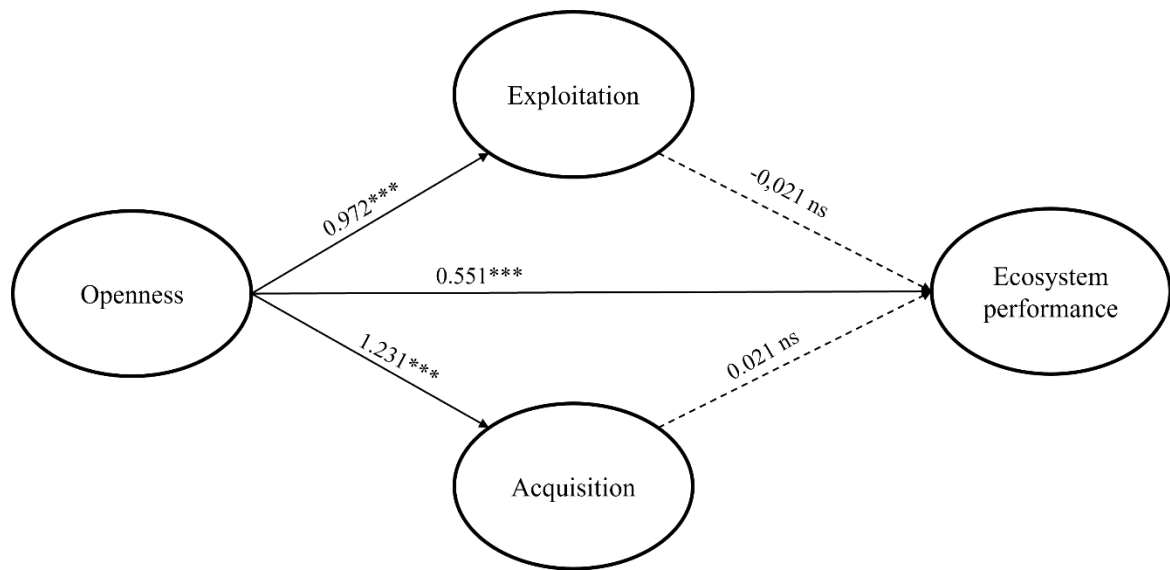 Exploitation
0.972***
-0,021 ns
Openness
0.551***
Ecosystem
performance
1.231***
0.021 ns
Acquisition